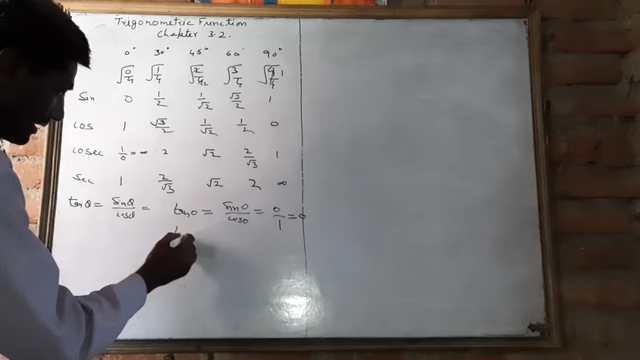 Trigonometric Function
Chapter 3.2.
0° 30° 45° 60° 90°
√0/4 √1/4 √2/4 2 √3/4 √4/4 1
Sin 0 1/2 1/√2 √3/2 1
cos 1 √3/2 1/√2 1/2 0
cosec 1/0 = ∞ 2 √2 2/√3 1
Sec 1 2/√3 √2 2 ∞
tanθ = Sinθ/cosθ = tan0 = Sin0/cos0 = 0/1 = 0